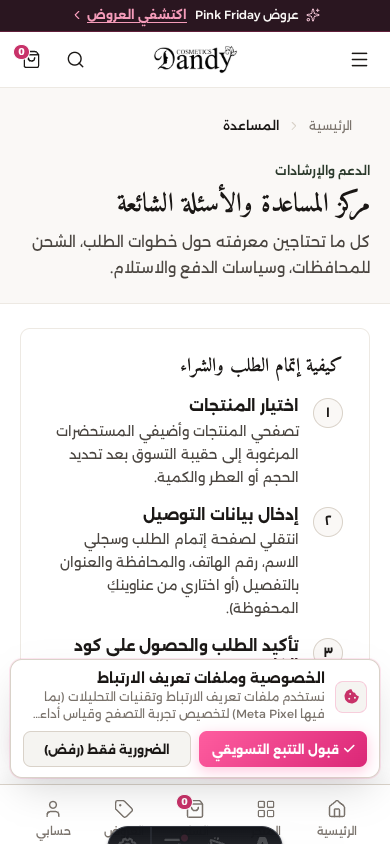 عروض Pink Friday اكتشفي العروض
0
COSMETICS
Dandy
الرئيسية
المساعدة
الدعم والإرشادات
مركز المساعدة والأسئلة الشائعة
كل ما تحتاجين معرفته حول خطوات الطلب، الشحن
للمحافظات، وسياسات الدفع والاستلام.
كيفية إتمام الطلب والشراء
١
اختيار المنتجات
تصفحي المنتجات وأضيفي المستحضرات
المرغوبة إلى حقيبة التسوق بعد تحديد
الحجم أو العطر والكمية.
٢
إدخال بيانات التوصيل
انتقلي لصفحة إتمام الطلب وسجلي
الاسم، رقم الهاتف، والمحافظة والعنوان
بالتفصيل (أو اختاري من عناوينكِ
المحفوظة).
٣
تأكيد الطلب والحصول على كود
الخصوصية وملفات تعريف الارتباط
نستخدم ملفات تعريف الارتباط وتقنيات التحليلات (بما
فيها Meta Pixel) لتخصيص تجربة التصفح وقياس أداء...
قبول التتبع التسويقي
الضرورية فقط (رفض)
الرئيسية
0
حسابي